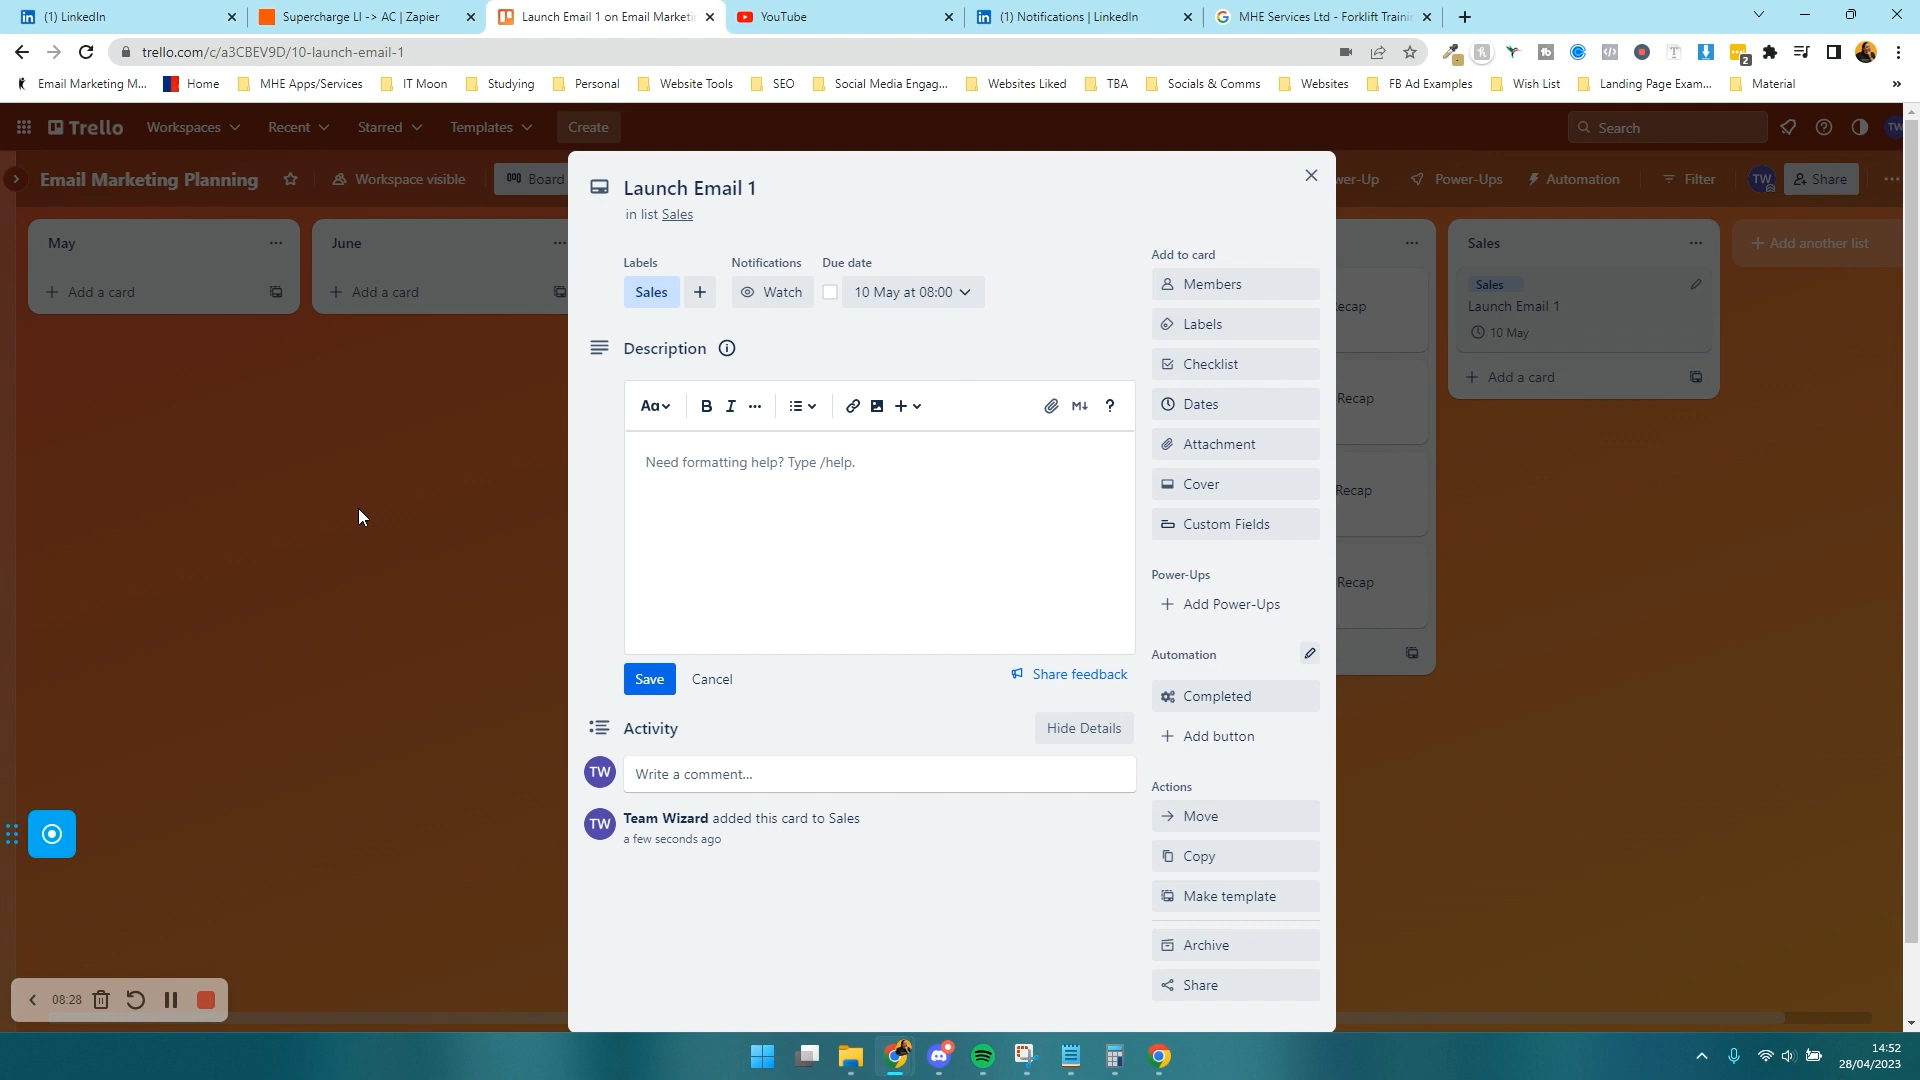 (1) LinkedIn
Supercharge LI -> AC | Zapier
Launch Email 1 on Email Marketi
YouTube
(1) Notifications | LinkedIn
MHE Services Ltd - Forklift Traini
trello.com/c/a3CBEV9D/10-launch-email-1
2
Email Marketing M...
Home
MHE Apps/Services
IT Moon
Studying
Personal
Website Tools
SEO
Social Media Engag...
Websites Liked
TBA
Socials & Comms
Websites
FB Ad Examples
Wish List
Landing Page Exam...
Material
»
Trello
Workspaces
Recent
Starred
Templates
Create
Search
TW
Email Marketing Planning
Workspace visible
Board
wer-Up
Power-Ups
Automation
Filter
TW
Share
May
Add a card
June
Add a card
Launch Email 1
in list Sales
Labels
Sales
Notifications
Watch
Due date
10 May at 08:00
Description
Aa
B
I
M
?
Need formatting help? Type /help.
Save
Cancel
Share feedback
Activity
Hide Details
TW
Write a comment...
TW
Team Wizard added this card to Sales
a few seconds ago
Add to card
Members
Labels
Checklist
Dates
Attachment
Cover
Custom Fields
Power-Ups
Add Power-Ups
Automation
Completed
Add button
Actions
Move
Copy
Make template
Archive
Share
ecap
Recap
Recap
Recap
Sales
Sales
Launch Email 1
10 May
Add a card
Add another list
08:28
14:52
28/04/2023